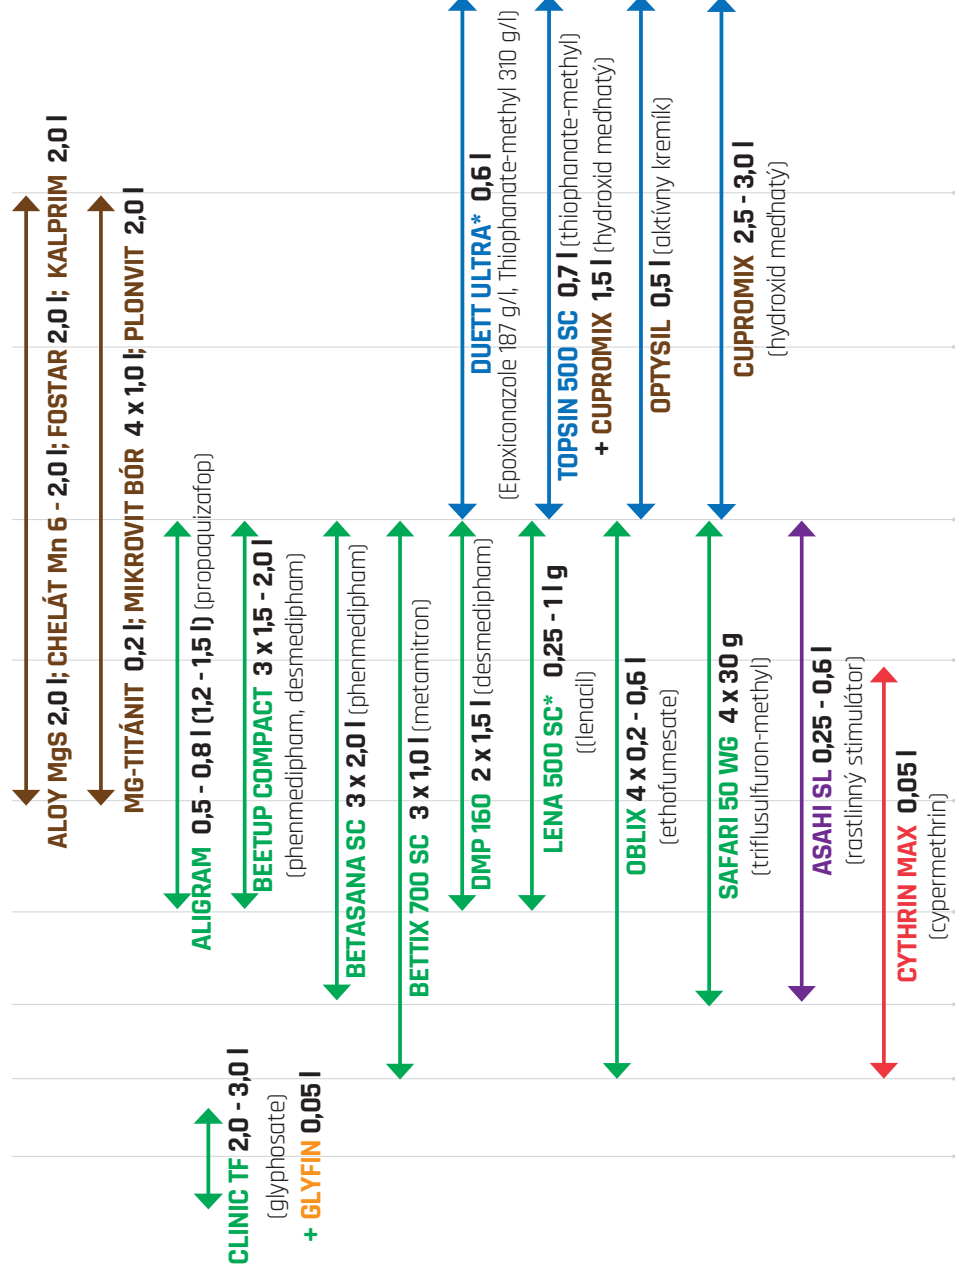 ALOY MgS 2,0 l; CHELÁT Mn 6 - 2,0 l; FOSTAR 2,0 l; KALPRIM 2,0 l
MG-TITÁNIT 0,2 l; MIKROVIT BÓR 4 x 1,0 l; PLONVIT 2,0 l
CLINIC TF 2,0 - 3,0 l
(glyphosate)
+ GLYFIN 0,05 l
ALIGRAM 0,5 - 0,8 l (1,2 - 1,5 l) (propaquizafop)
BEETUP COMPACT 3 x 1,5 - 2,0 l
(phenmedipham, desmedipham)
BETASANA SC 3 x 2,0 l (phenmedipham)
BETTIX 700 SC 3 x 1,0 l (metamitron)
DMP 160 2 x 1,5 l (desmedipham)
LENA 500 SC* 0,25 - 1 l g
((lenacil)
OBLIX 4 x 0,2 - 0,6 l
(ethofumesate)
SAFARI 50 WG 4 x 30 g
(triflusulfuron-methyl)
ASAHI SL 0,25 - 0,6 l
(rastlinný stimulátor)
CYTHRIN MAX 0,05 l
(cypermethrin)
DUETT ULTRA* 0,6 l
(Epoxiconazole 187 g/l, Thiophanate-methyl 310 g/l)
TOPSIN 500 SC 0,7 l (thiophanate-methyl)
+ CUPROMIX 1,5 l (hydroxid meďnatý)
OPTYSIL 0,5 l (aktívny kremík)
CUPROMIX 2,5 - 3,0 l
(hydroxid meďnatý)